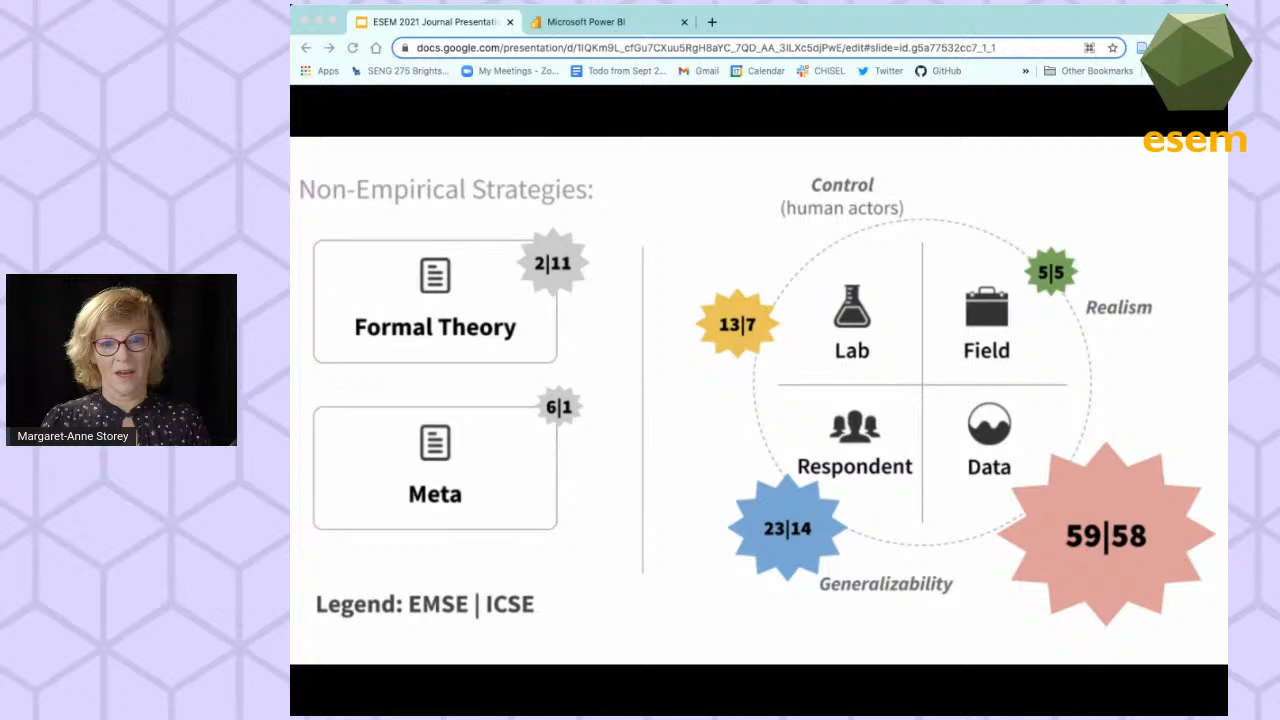 ESEM 2021 Journal Presentati
Microsoft Power BI
docs.google.com/presentation/d/1IQKm9L_cfGu7CXuu5RgH8aYC_7QD_AA_3ILXc5djPwE/edit#slide=id.g5a77532cc7_1_1
Apps
SENG 275 Brights...
My Meetings - Zo...
Todo from Sept 2...
Gmail
Calendar
CHISEL
Twitter
GitHub
»
Other Bookmarks
esem
Non-Empirical Strategies:
2|11
Formal Theory
6|1
Meta
Legend: EMSE | ICSE
Control
(human actors)
5|5
Realism
13|7
Lab
Field
Respondent
Data
23|14
59|58
Generalizability
Margaret-Anne Storey